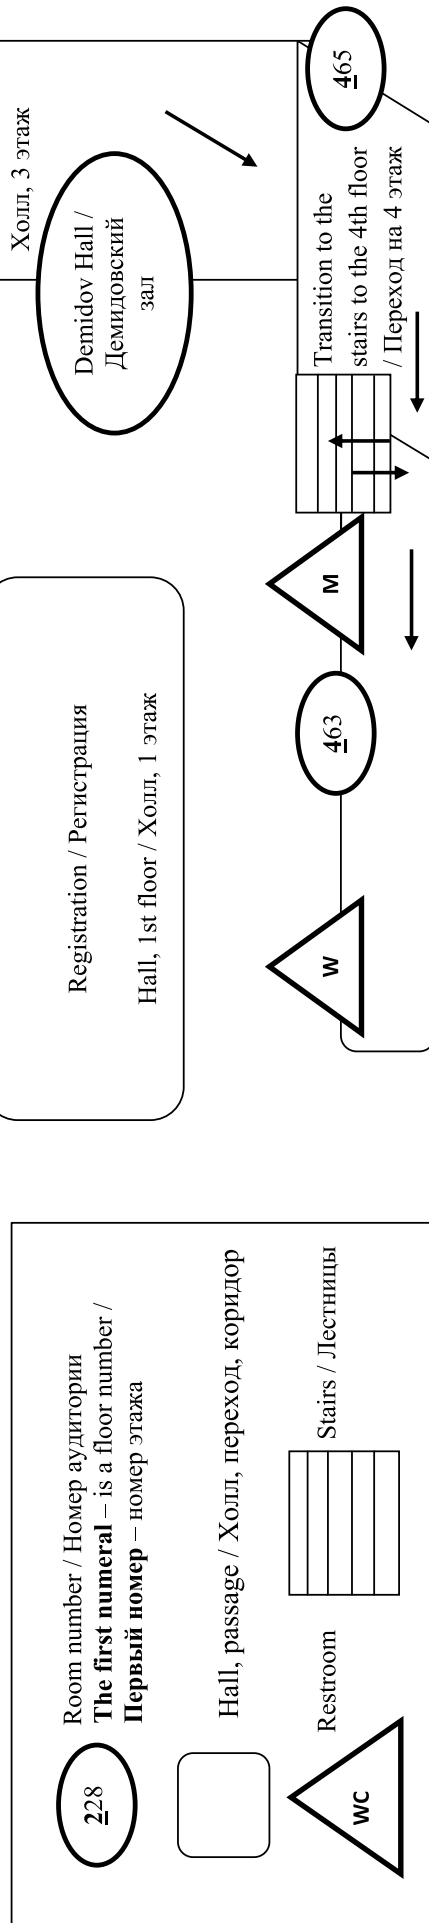 Холл, 3 этаж
Demidov Hall /
Демидовский
зал
465
Transition to the
stairs to the 4th floor
/ Переход на 4 этаж
Registration / Регистрация
Hall, 1st floor / Холл, 1 этаж
M
463
W
228
Room number / Номер аудитории
The first numeral – is a floor number /
Первый номер – номер этажа
Hall, passage / Холл, переход, коридор
WC
Restroom
Stairs / Лестницы